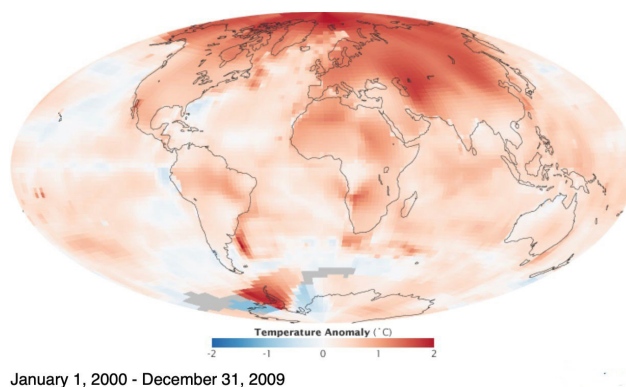 Temperature Anomaly (˚C)
-2 -1 0 1 2
January 1, 2000 - December 31, 2009